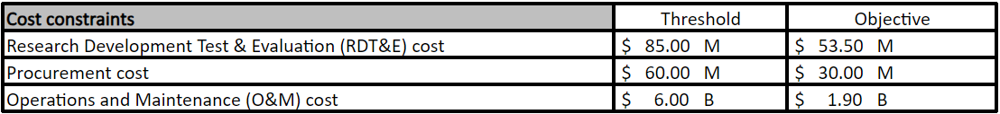 Cost constraints Threshold Objective
Research Development Test & Evaluation (RDT&E) cost $ 85.00 M $ 53.50 M
Procurement cost $ 60.00 M $ 30.00 M
Operations and Maintenance (O&M) cost $ 6.00 B $ 1.90 B